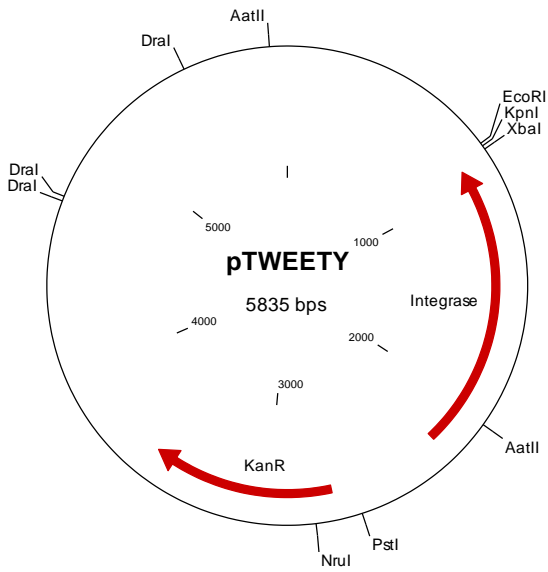 AatII
DraI
EcoRI
KpnI
XbaI
DraI
DraI
5000
1000
pTWEETY
5835 bps
Integrase
4000
2000
3000
KanR
AatII
PstI
NruI